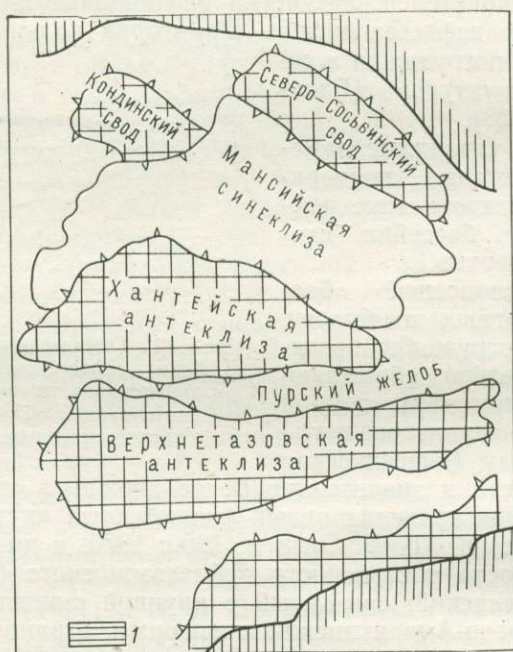 Кондинский
свод
Северо-Сосьвинский
свод
Мансийская
синеклиза
Хантейская
антеклиза
Пурский желоб
Верхнетазовская
антеклиза
1